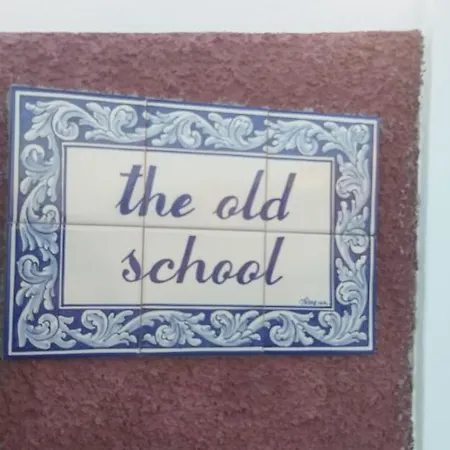 the old
school